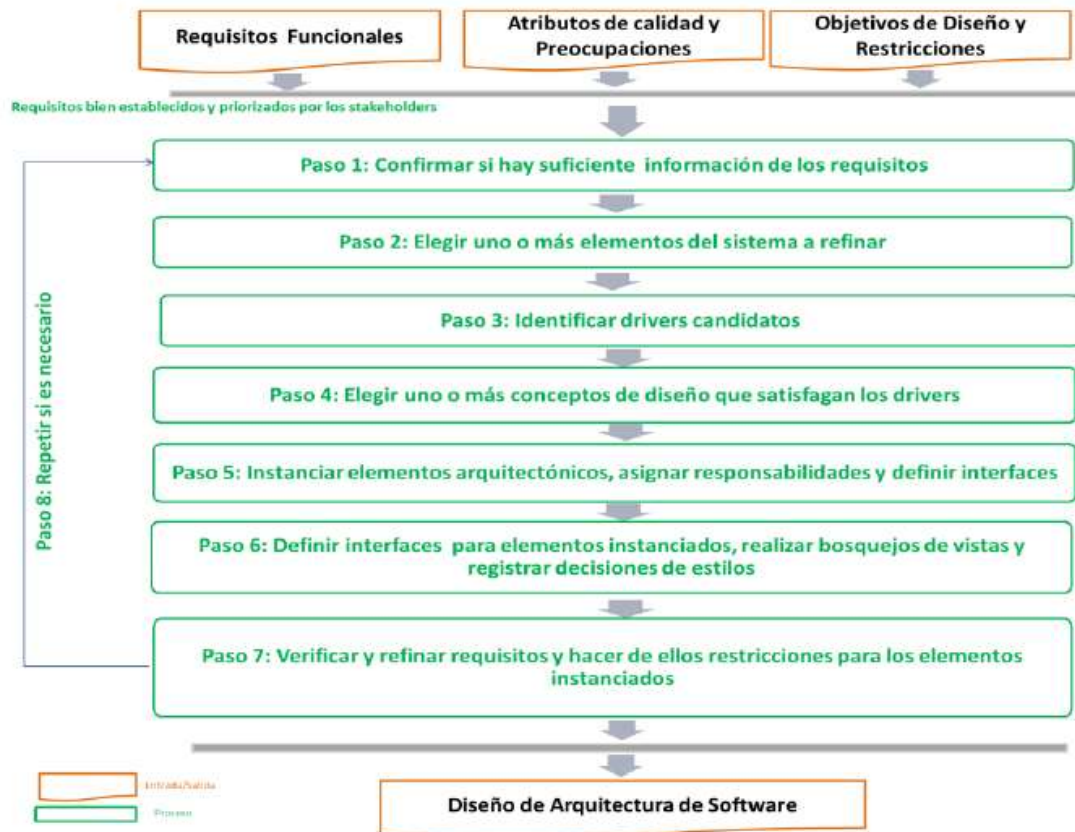 Requisitos Funcionales
Atributos de calidad y
Preocupaciones
Objetivos de Diseño y
Restricciones
Requisitos bien establecidos y priorizados por los stakeholders
Paso 1: Confirmar si hay suficiente información de los requisitos
Paso 2: Elegir uno o más elementos del sistema a refinar
Paso 3: Identificar drivers candidatos
Paso 4: Elegir uno o más conceptos de diseño que satisfagan los drivers
Paso 5: Instanciar elementos arquitectónicos, asignar responsabilidades y definir interfaces
Paso 6: Definir interfaces para elementos instanciados, realizar bosquejos de vistas y
registrar decisiones de estilos
Paso 7: Verificar y refinar requisitos y hacer de ellos restricciones para los elementos
instanciados
Paso 8: Repetir si es necesario
Entrada/Salida
Proceso
Diseño de Arquitectura de Software